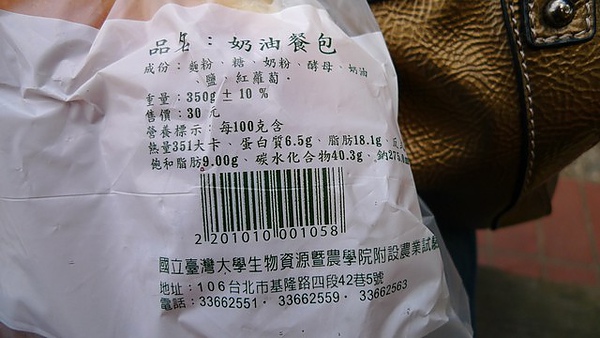 品名：奶油餐包
成份：麵粉、糖、奶粉、酵母、奶油
、鹽、紅蘿蔔．
重量：350g±10%
售價：30元
營養標示：每100克含
熱量351大卡、蛋白質6.5g、脂肪18.1g、
飽和脂肪9.00g、碳水化合物40.3g、鈉275.
2 201010 001058
國立臺灣大學生物資源暨農學院附設農業試
地址：106台北市基隆路四段42巷5號
電話：33662551．33662559．33662563